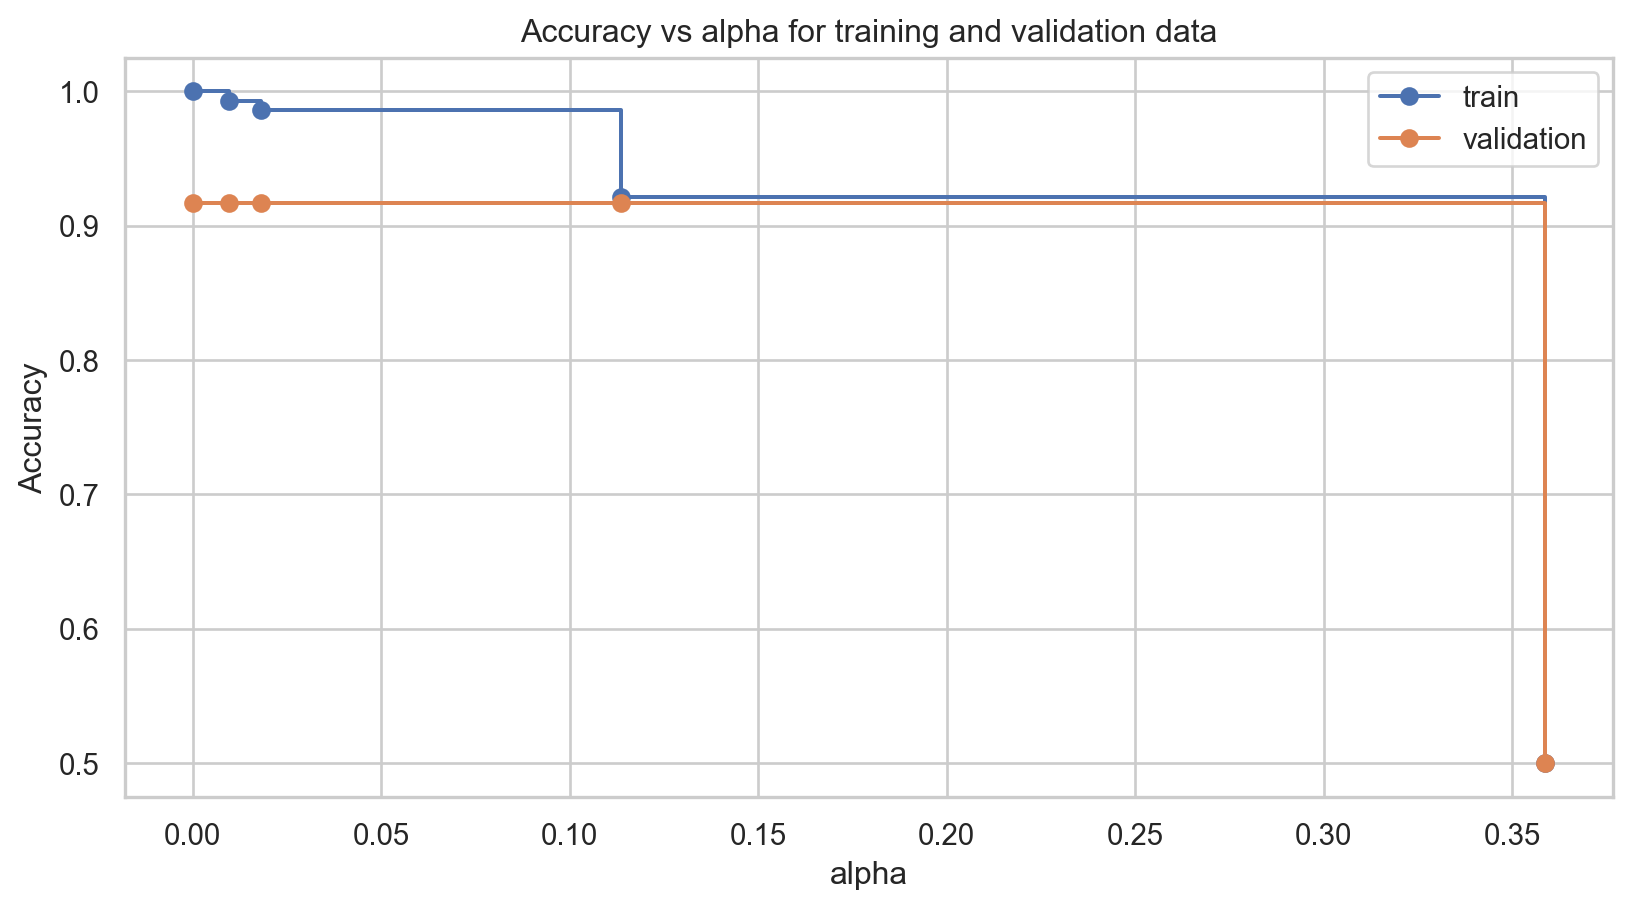 Accuracy vs alpha for training and validation data
train
validation
Accuracy
1.0
0.9
0.8
0.7
0.6
0.5
0.00 0.05 0.10 0.15 0.20 0.25 0.30 0.35
alpha